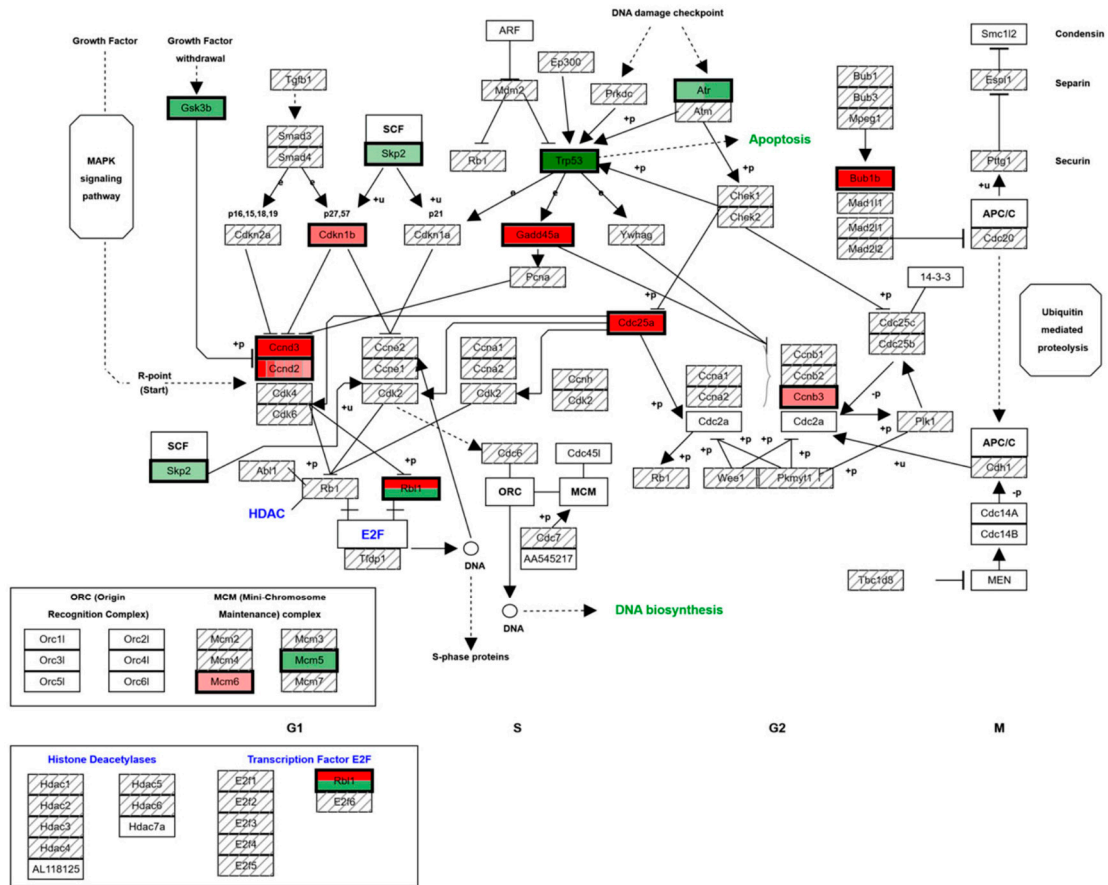 DNA damage checkpoint
Growth Factor
Growth Factor
withdrawal
ARF
Smc1l2
Condensin
Ep300
Tgfb1
Mdm2
Prkdc
Atr
Atm
Bub1
Bub3
Mpeg1
Espl1
Separin
Gsk3b
+p
MAPK
signaling
pathway
Smad3
Smad4
SCF
Skp2
Rb1
Trp53
Apoptosis
+p
Pttg1
Securin
Bub1b
e
e
+u
+u
e
e
e
Chek1
Chek2
Mad1l1
+u
p16,15,18,19
p27,57
p21
APC/C
Cdkn2a
Cdkn1b
Cdkn1a
Gadd45a
Ywhag
Mad2l1
Mad2l2
Cdc20
Pcna
14-3-3
+p
+p
Ubiquitin
mediated
proteolysis
+p
Cdc25a
Cdc25c
Cdc25b
Ccnd3
Ccnd2
Ccne2
Ccne1
Ccna1
Ccna2
Ccnb1
Ccnb2
Ccnb3
R-point
(Start)
Cdk4
Cdk6
Cdk2
Cdk2
Ccnh
Cdk2
Ccna1
Ccna2
-p
+u
+p
Cdc2a
Cdc2a
+p
Plk1
SCF
Skp2
Abl1
+p
+p
Cdc6
Cdc45l
+p
+p
+p
+p
APC/C
Cdh1
Rb1
Rbl1
Rb1
Wee1
Pkmyt1
+p
+u
HDAC
ORC
MCM
-p
E2F
Tfdp1
+p
Cdc7
AA545217
Cdc14A
Cdc14B
DNA
Tbc1d8
MEN
DNA
DNA biosynthesis
S-phase proteins
ORC (Origin
Recognition Complex)
MCM (Mini-Chromosome
Maintenance) complex
Orc1l
Orc2l
Mcm2
Mcm3
Orc3l
Orc4l
Mcm4
Mcm5
Orc5l
Orc6l
Mcm6
Mcm7
G1
S
G2
M
Histone Deacetylases
Transcription Factor E2F
Hdac1
Hdac5
E2f1
Rbl1
Hdac2
Hdac6
E2f2
E2f6
Hdac3
Hdac7a
E2f3
Hdac4
E2f4
AL118125
E2f5